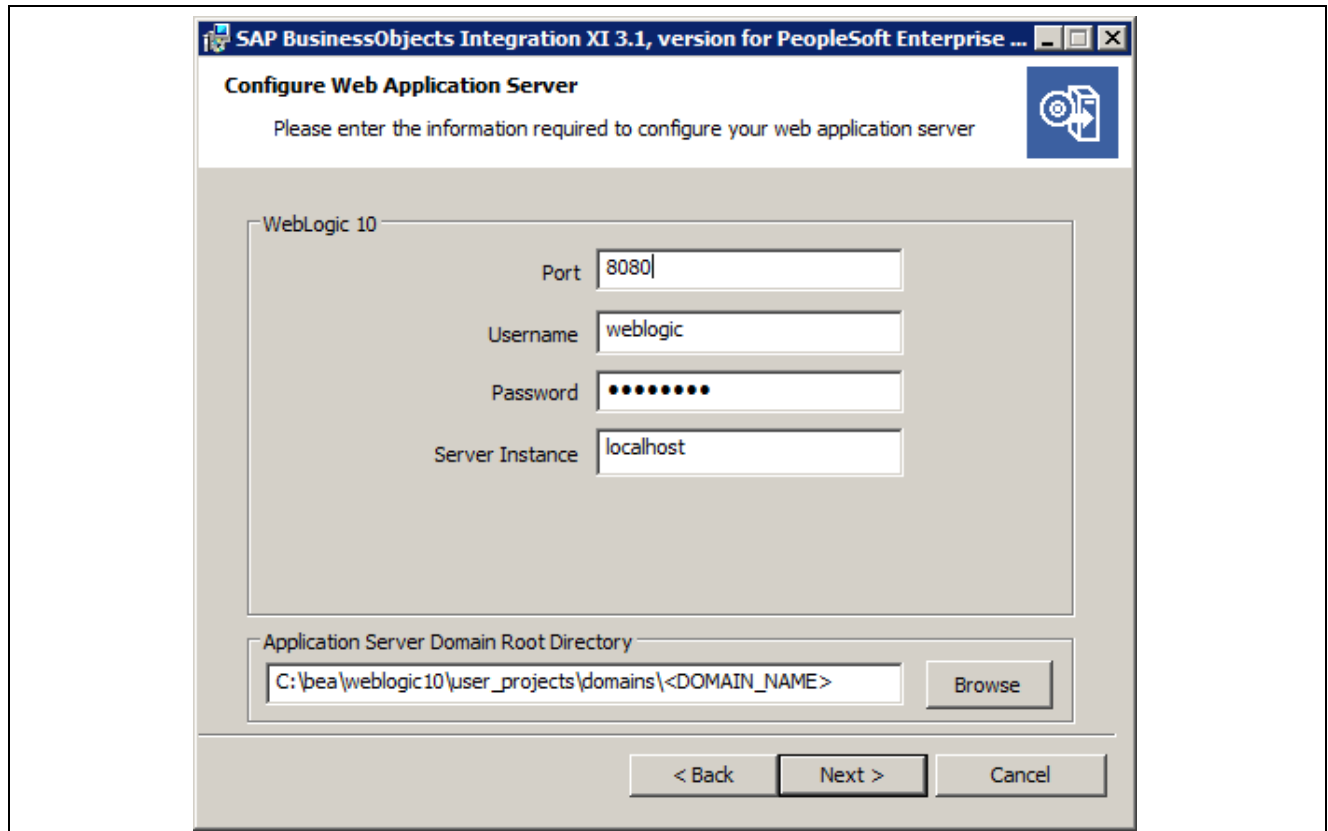 SAP BusinessObjects Integration XI 3.1, version for PeopleSoft Enterprise ...
Configure Web Application Server
Please enter the information required to configure your web application server
WebLogic 10
Port 8080
Username weblogic
Password ••••••••
Server Instance localhost
Application Server Domain Root Directory
C:\bea\weblogic10\user_projects\domains\<DOMAIN_NAME> Browse
< Back Next > Cancel